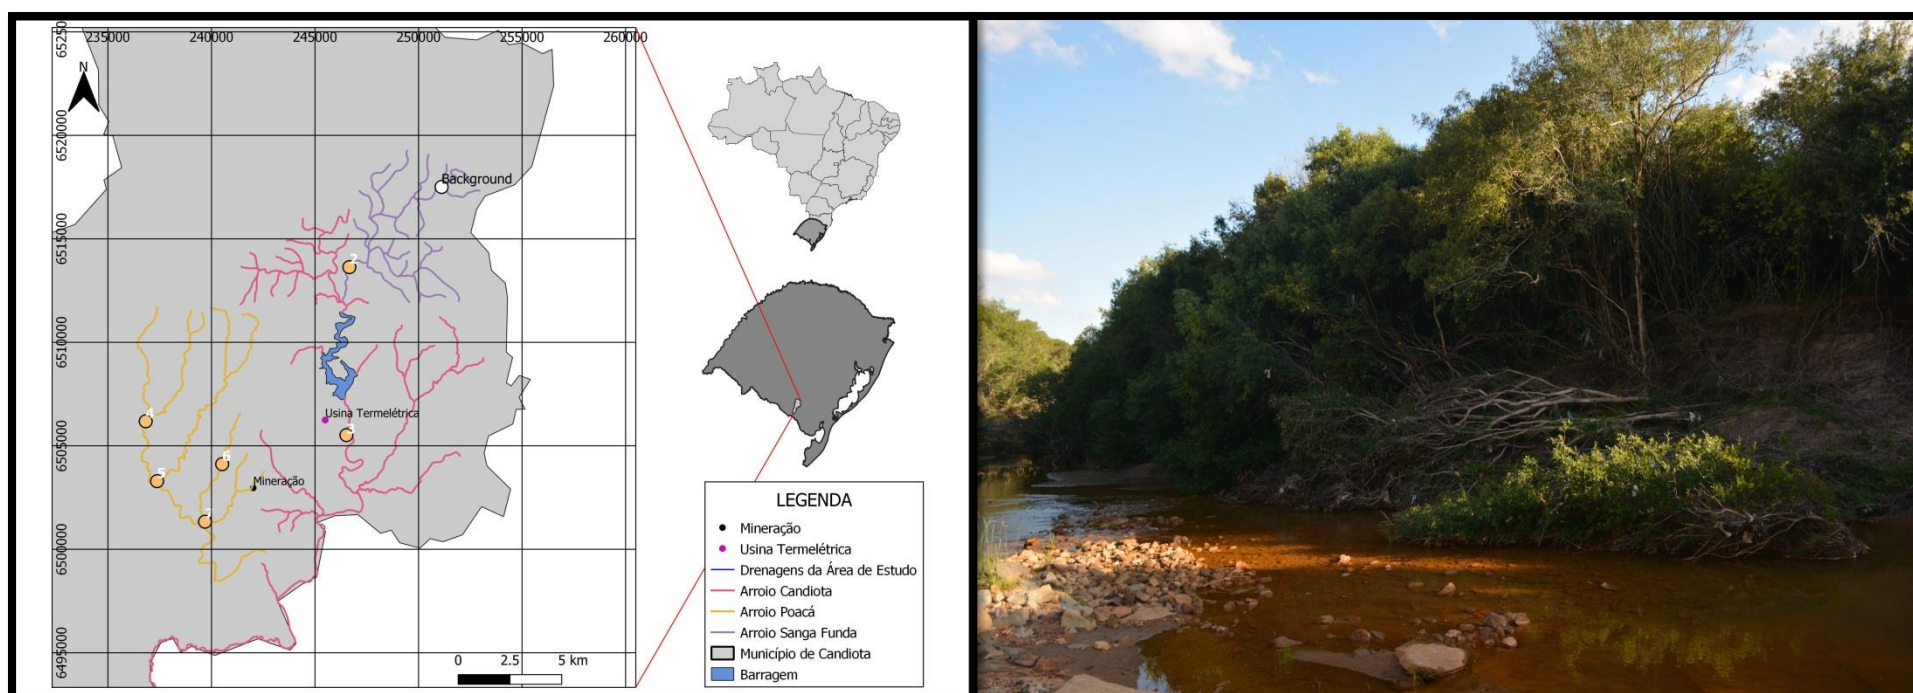 235000 240000 245000 250000 255000 260000
65250
N
6520000
Background
6515000
2
6510000
Usina Termelétrica
4
3
6505000
6
5
Mineração
7
6500000
6495000
0 2.5 5 km
LEGENDA
Mineração
Usina Termelétrica
Drenagens da Área de Estudo
Arroio Candiota
Arroio Poacá
Arroio Sanga Funda
Município de Candiota
Barragem